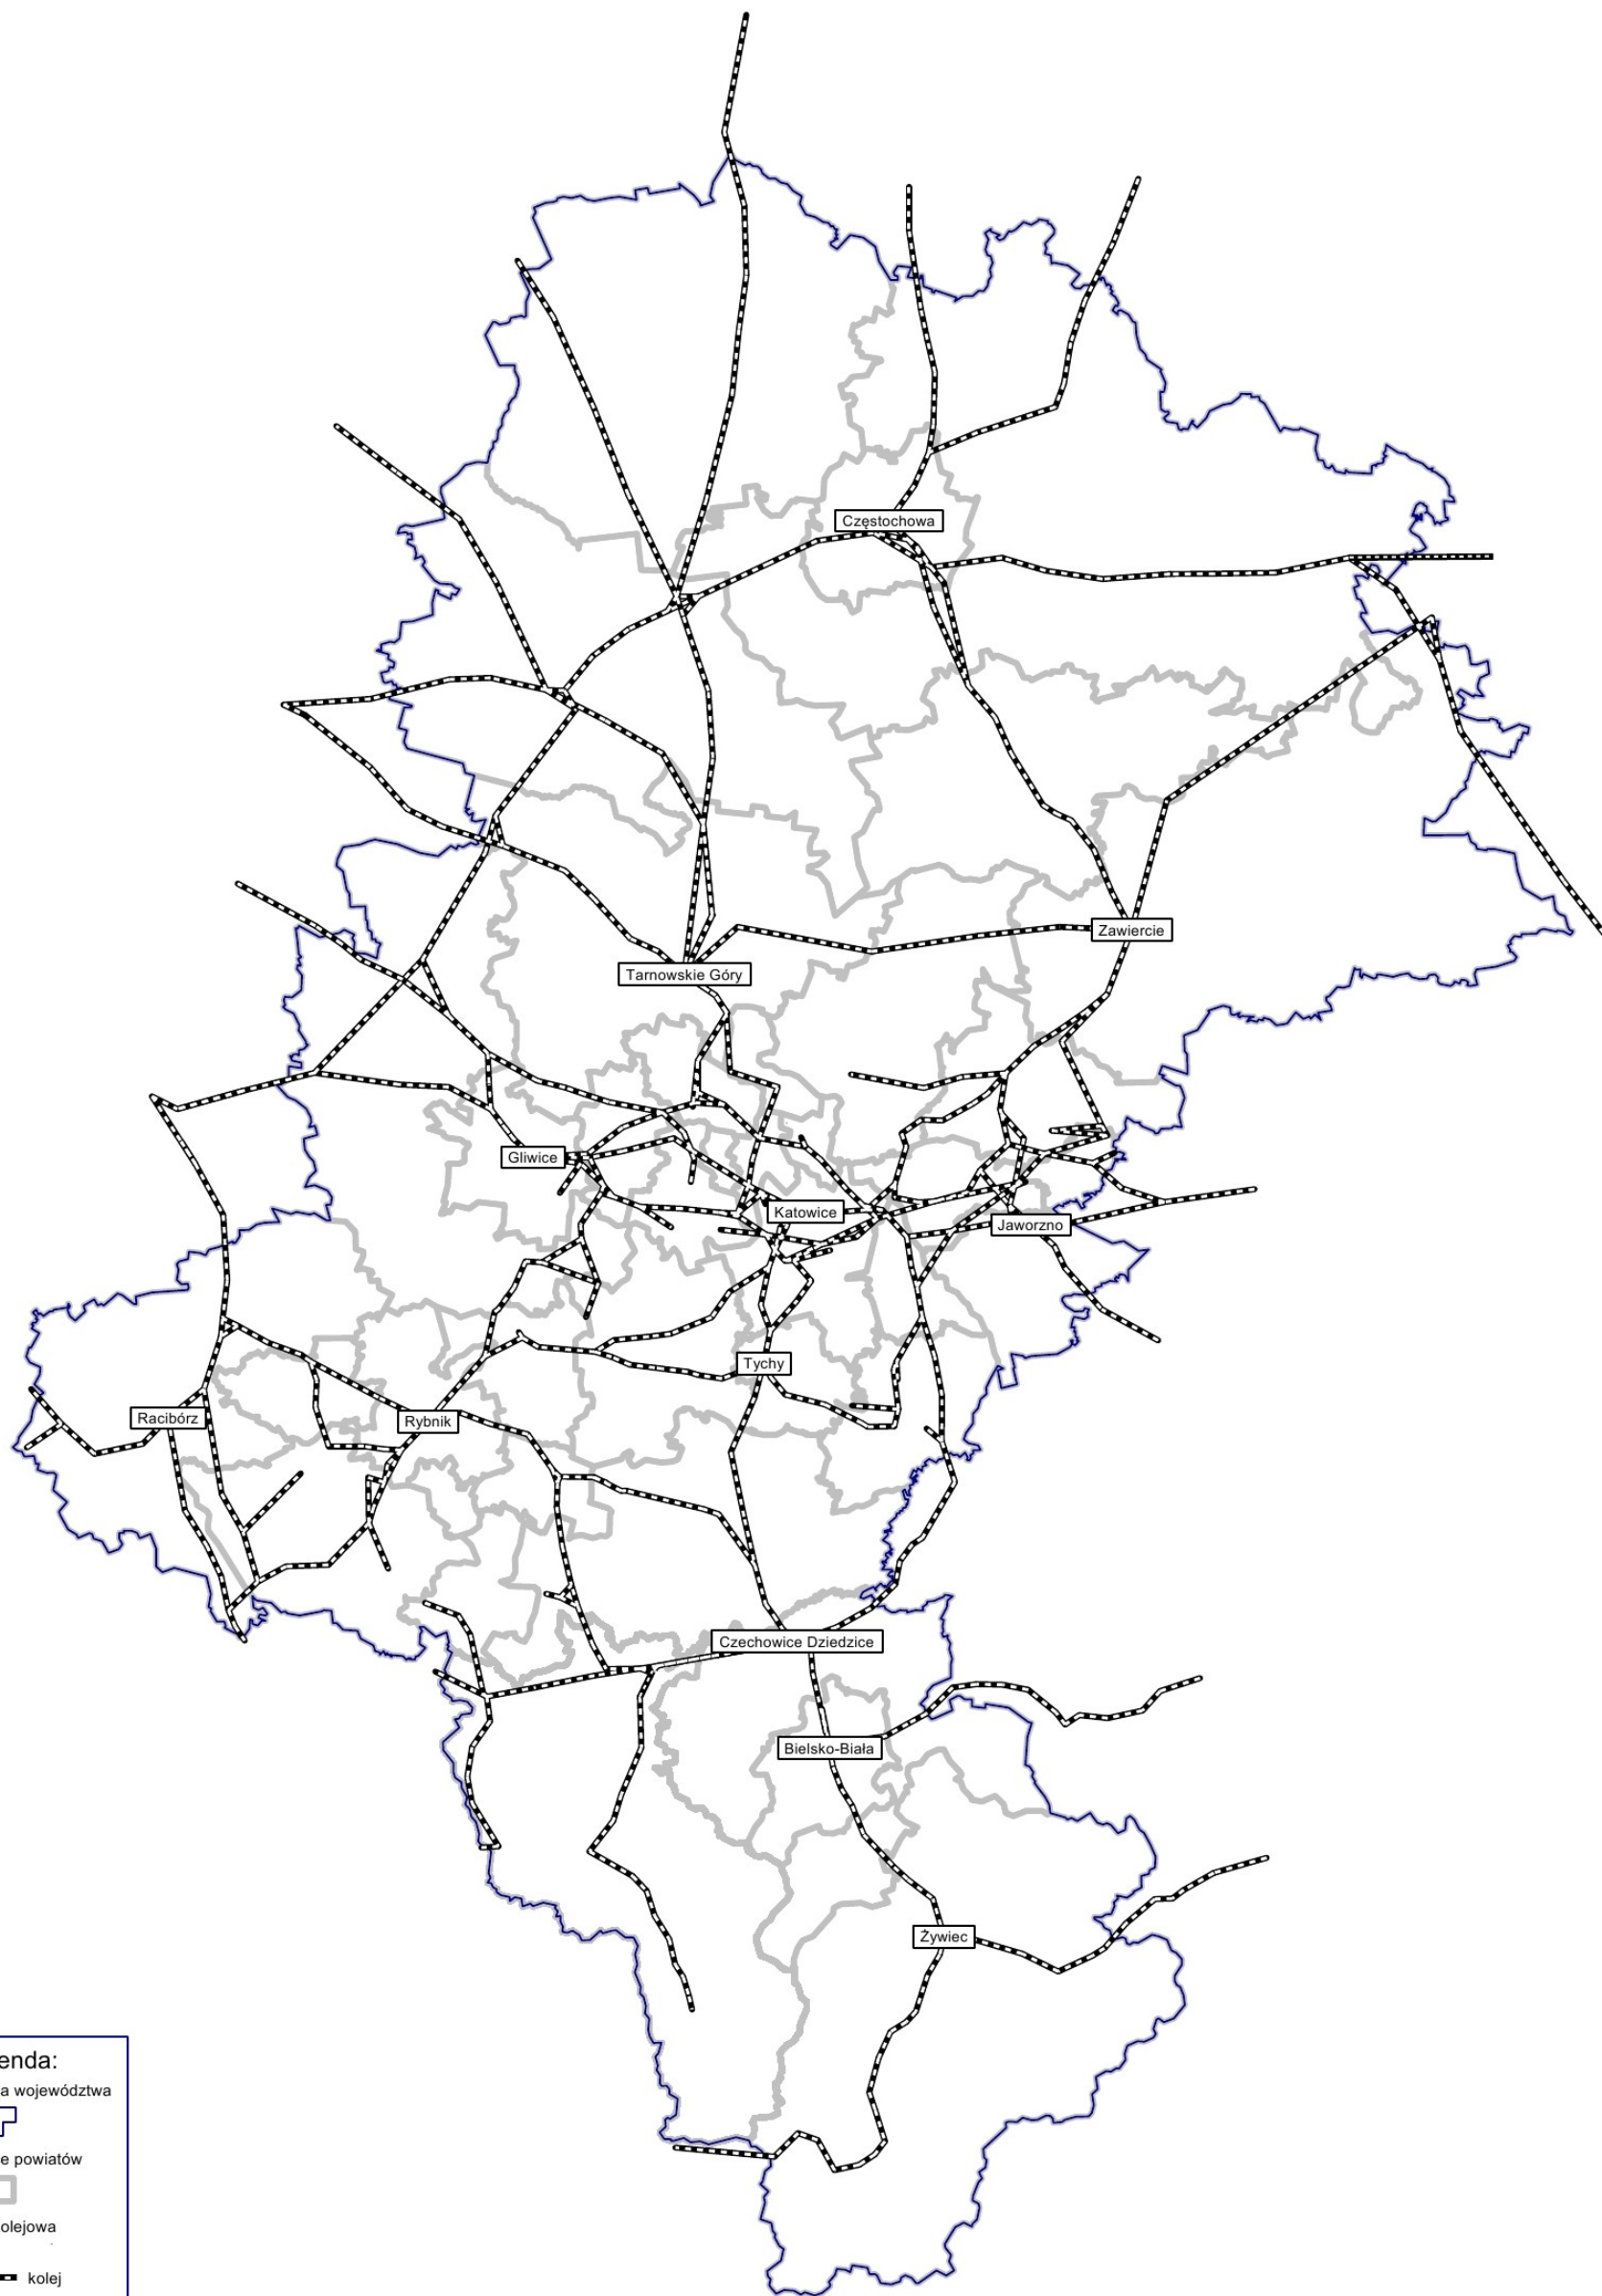 Częstochowa
Zawiercie
Tarnowskie Góry
Gliwice
Katowice
Jaworzno
Tychy
Racibórz
Rybnik
Czechowice Dziedzice
Bielsko-Biała
Żywiec
enda:
a województwa
e powiatów
olejowa
kolej